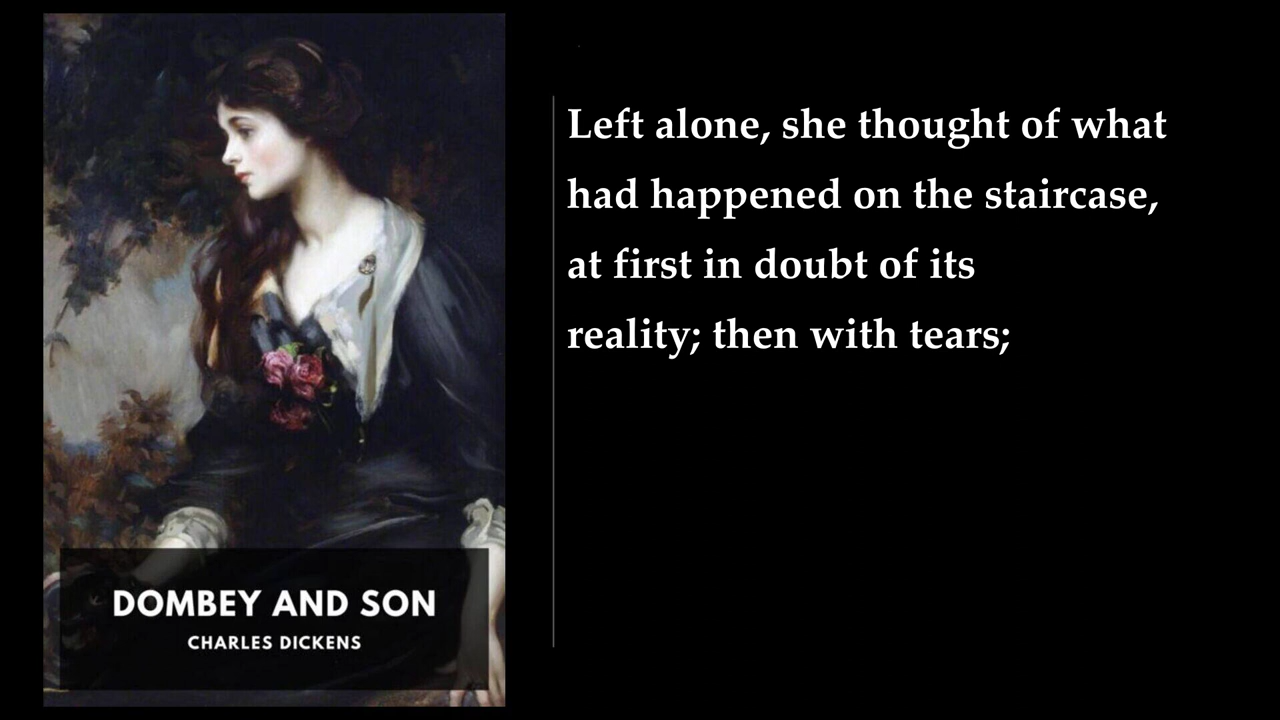 Left alone, she thought of what
had happened on the staircase,
at first in doubt of its
reality; then with tears;
DOMBEY AND SON
CHARLES DICKENS